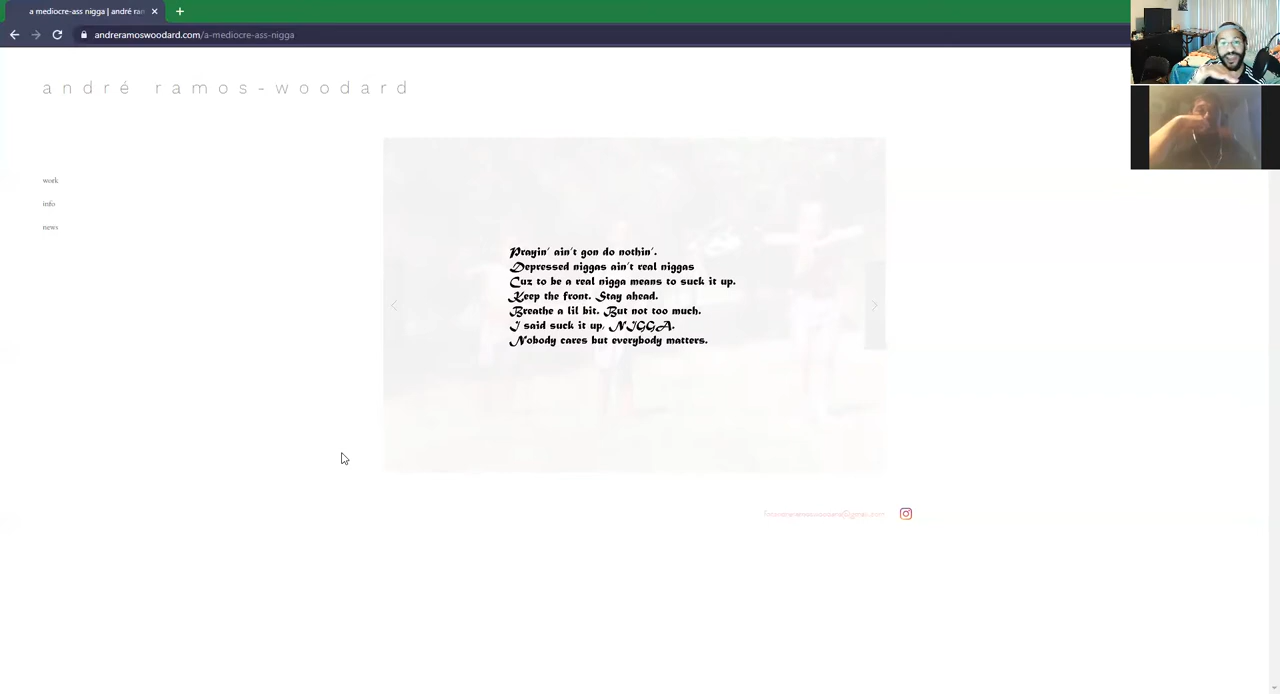 a mediocre-ass nigga | andré ran
andreramoswoodard.com/a-mediocre-ass-nigga
andré ramos-woodard
work
info
news
Prayin' ain't gon do nothin'.
Depressed niggas ain't real niggas
Cuz to be a real nigga means to suck it up.
Keep the front. Stay ahead.
Breathe a lil bit. But not too much.
I said suck it up, NIGGA.
Nobody cares but everybody matters.